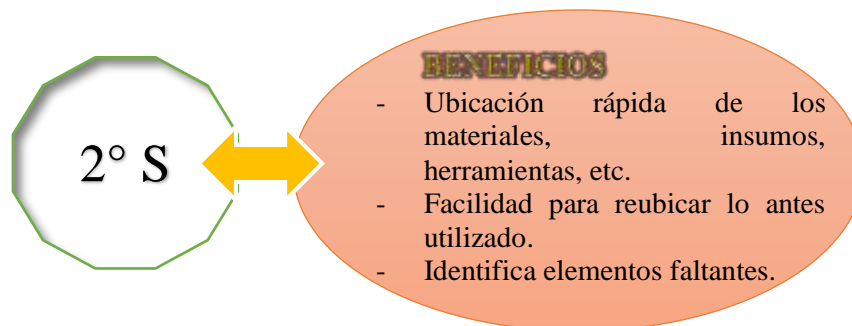 2° S
BENEFICIOS
- Ubicación rápida de los
materiales, insumos,
herramientas, etc.
- Facilidad para reubicar lo antes
utilizado.
- Identifica elementos faltantes.